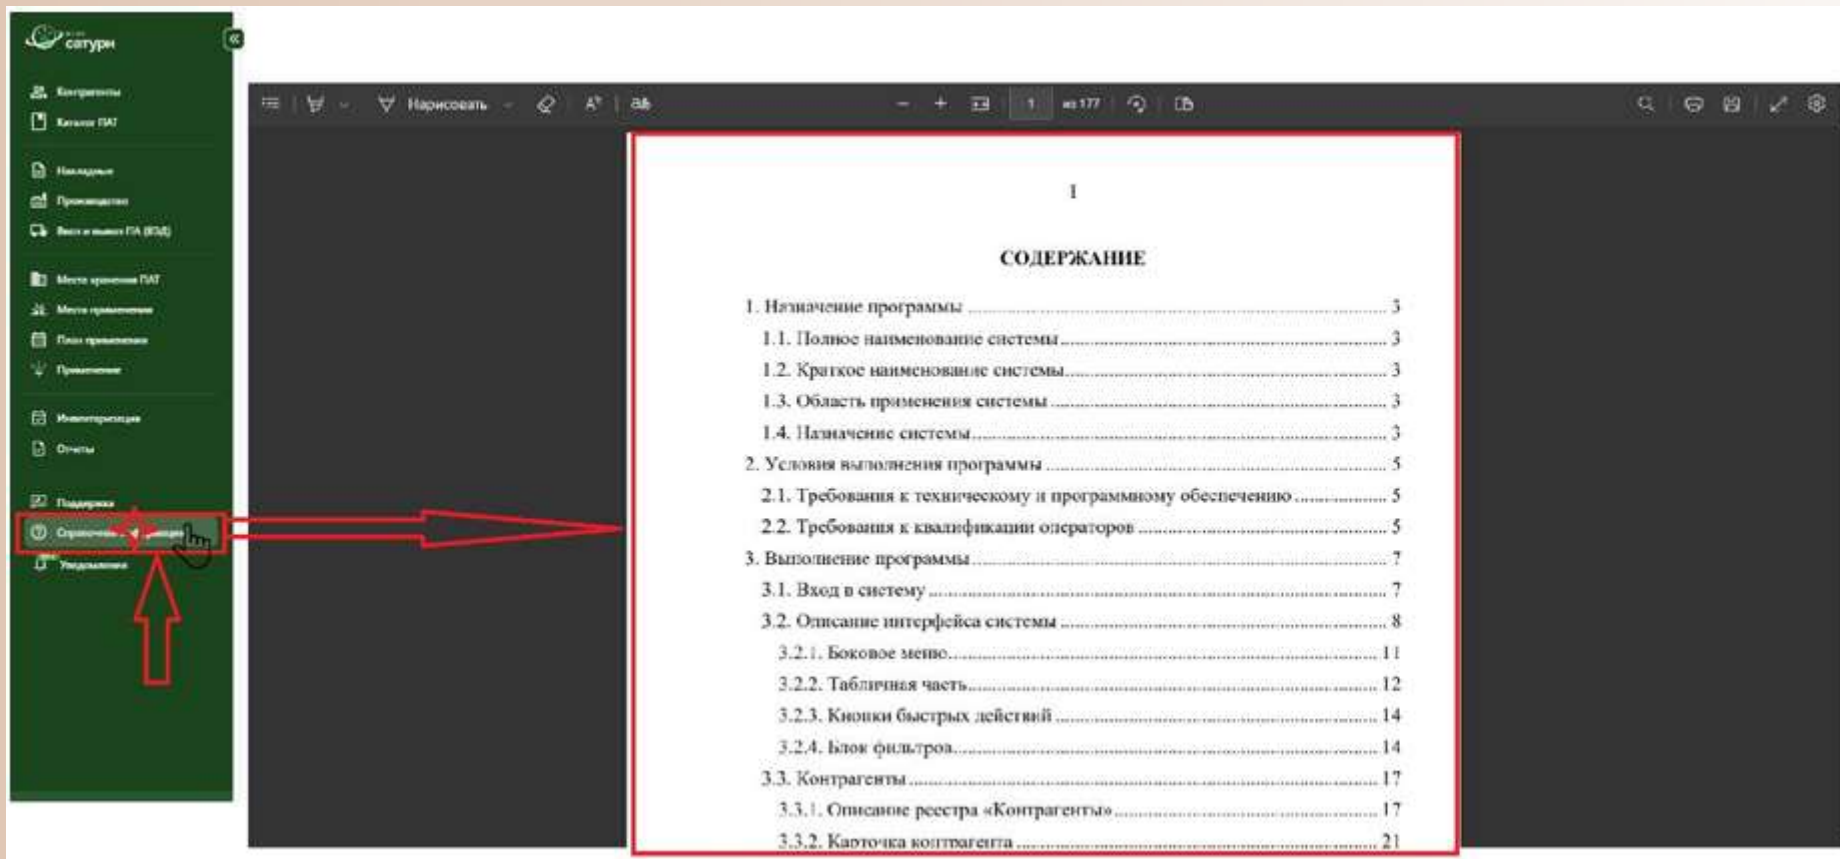 сатурн
Контрагенты
Каталог ПАТ
Накладные
Производство
Ввоз и вывоз ПА (ВЭД)
Места хранения ПАТ
Места применения
План применения
Применение
Инвентаризация
Отчеты
Поддержка
Уведомления
Нарисовать
1 из 177
1
СОДЕРЖАНИЕ
1. Назначение программы 3
1.1. Полное наименование системы 3
1.2. Краткое наименование системы 3
1.3. Область применения системы 3
1.4. Назначение системы 3
2. Условия выполнения программы 5
2.1. Требования к техническому и программному обеспечению 5
2.2. Требования к квалификации операторов 5
3. Выполнение программы 7
3.1. Вход в систему 7
3.2. Описание интерфейса системы 8
3.2.1. Боковое меню 11
3.2.2. Табличная часть 12
3.2.3. Кнопки быстрых действий 14
3.2.4. Блок фильтров 14
3.3. Контрагенты 17
3.3.1. Описание реестра «Контрагенты» 17
3.3.2. Карточка контрагента 21